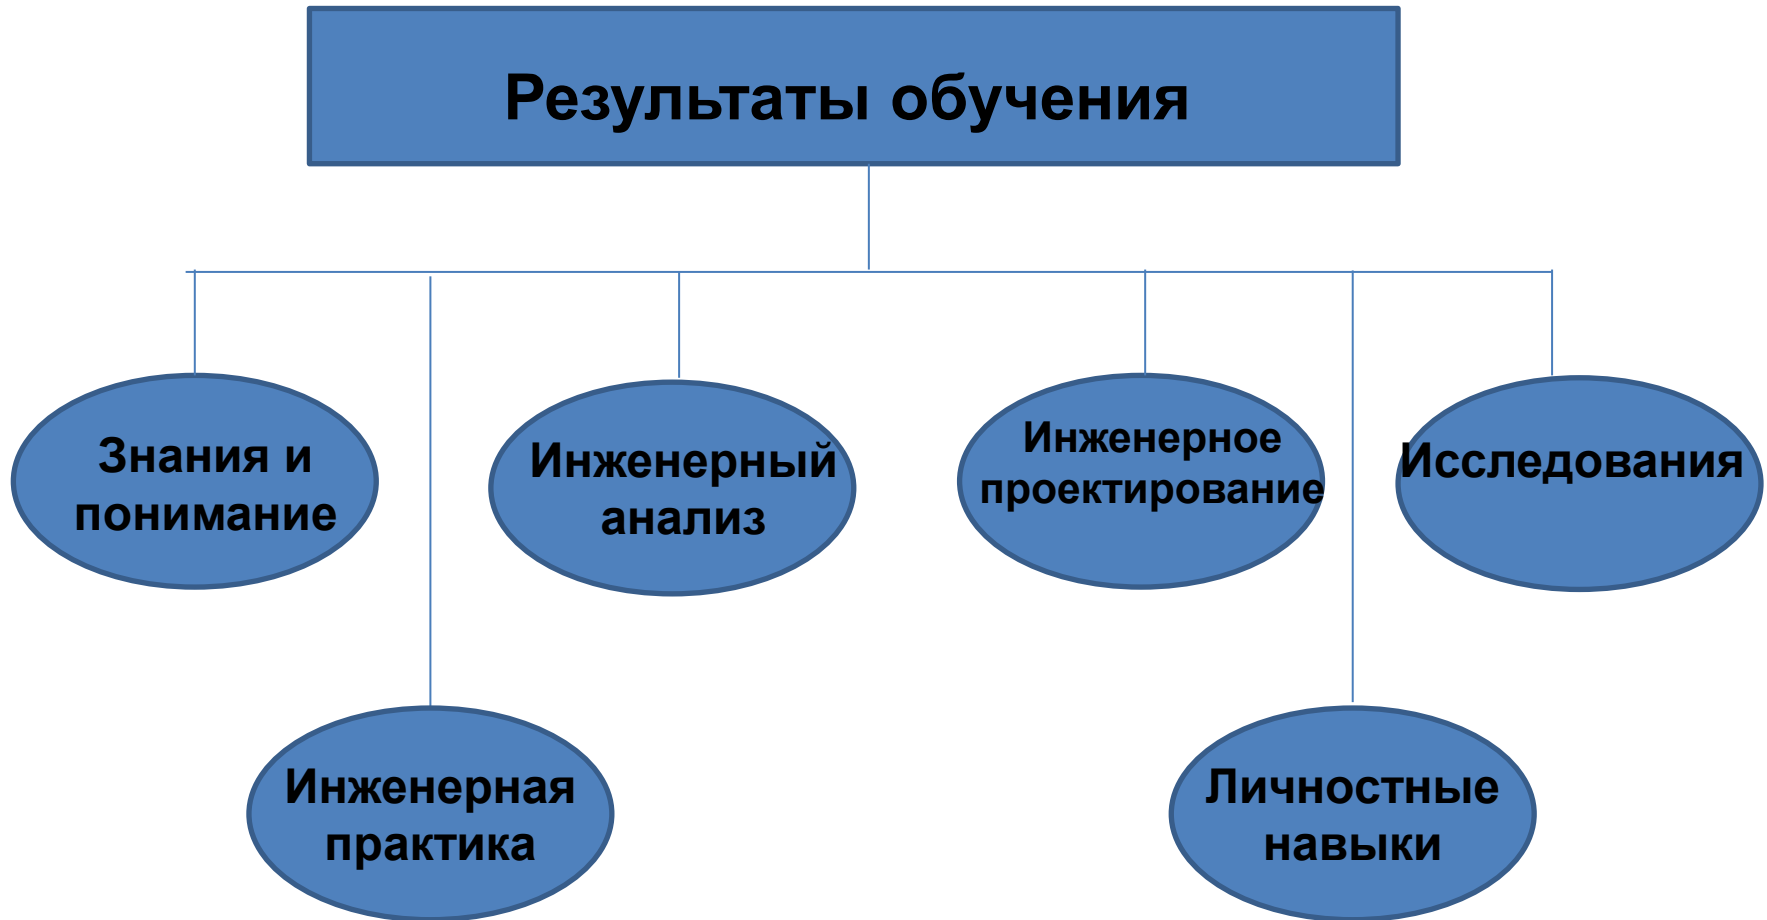 Результаты обучения
Знания и
понимание
Инженерный
анализ
Инженерное
проектирование
Исследования
Инженерная
практика
Личностные
навыки